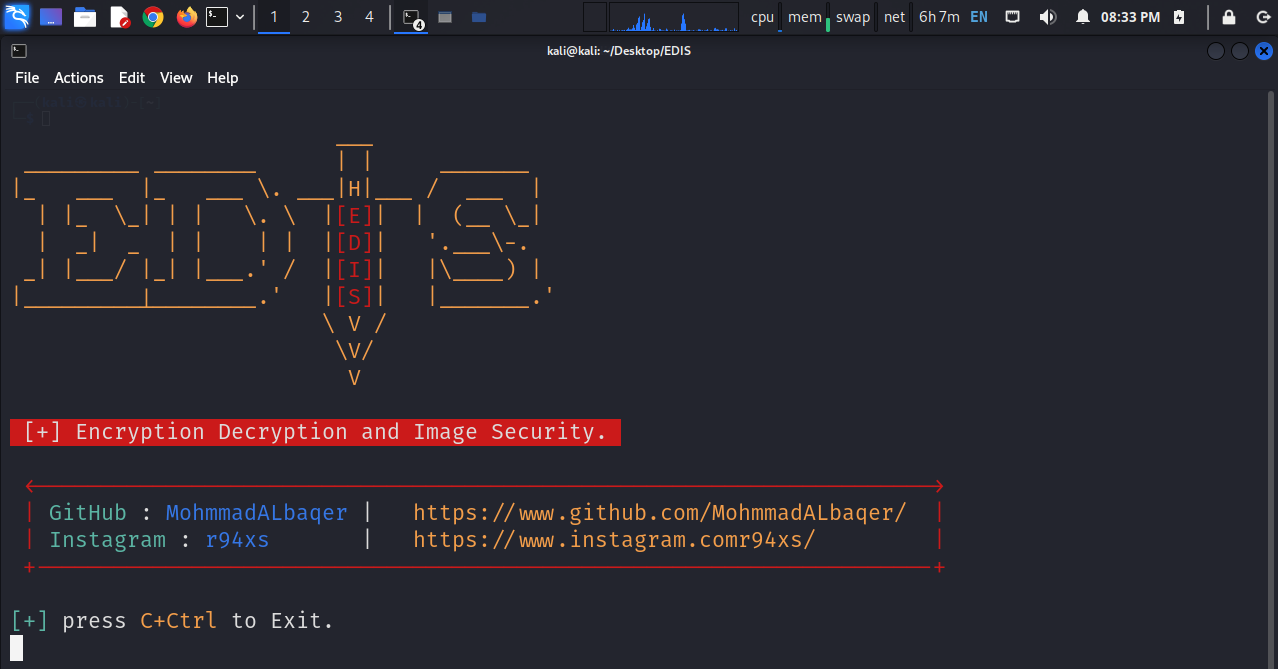 1 2 3 4 4 cpu mem swap net 6h 7m EN 08:33 PM
kali@kali: ~/Desktop/EDIS
File Actions Edit View Help
EDIS
H
[E]
[D]
[I]
[S]
V
V
V
[+] Encryption Decryption and Image Security.
GitHub : MohmmadALbaqer | https://www.github.com/MohmmadALbaqer/
Instagram : r94xs | https://www.instagram.comr94xs/
[+] press C+Ctrl to Exit.